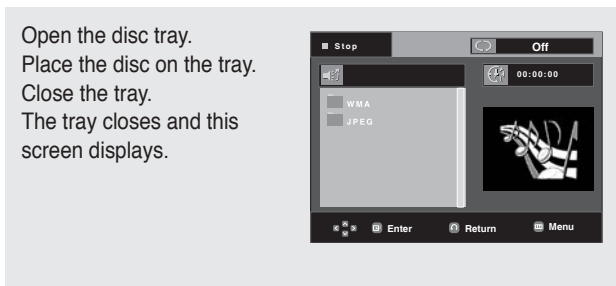 Open the disc tray.
Place the disc on the tray.
Close the tray.
The tray closes and this
screen displays.
Stop Off
00:00:00
WMA
JPEG
Enter Return Menu